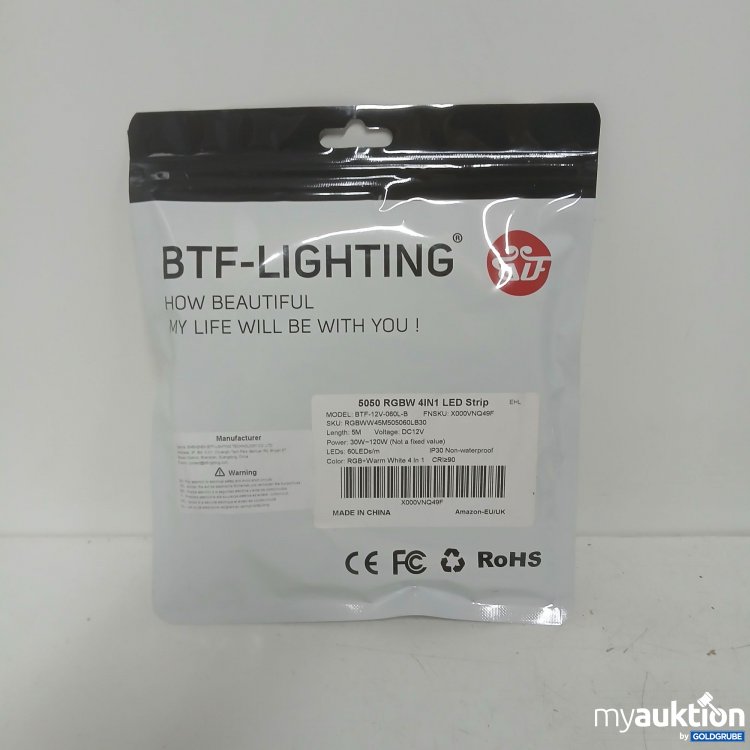 BTF-LIGHTING®
HOW BEAUTIFUL
MY LIFE WILL BE WITH YOU !
5050 RGBW 4IN1 LED Strip EHL
MODEL: BTF-12V-060L-B FNSKU: X000VNQ49F
SKU: RGBWW45M505060LB30
Length: 5M Voltage: DC12V
Power: 30W~120W (Not a fixed value)
LEDs: 60LEDs/m IP30 Non-waterproof
Color: RGB+Warm White 4 In 1 CRI≥90
X000VNQ49F
MADE IN CHINA Amazon-EU/UK
Manufacturer
Warning
CE FC RoHS
myauktion
by GOLDGRUBE